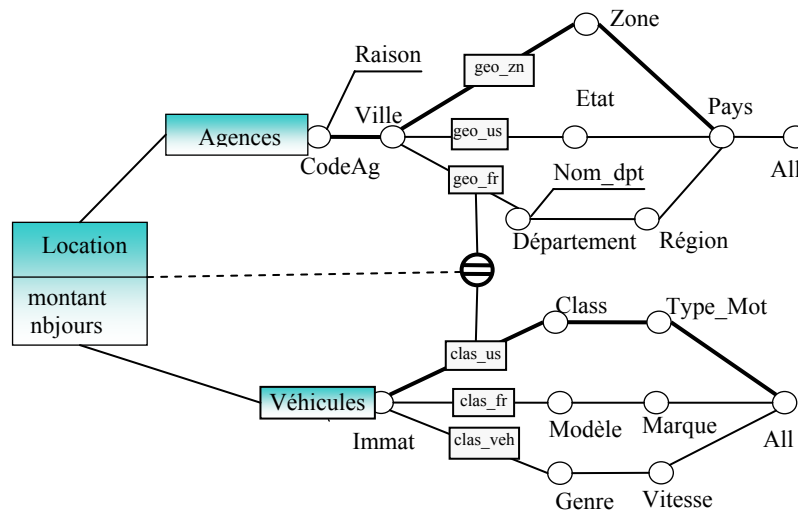 Zone
Raison
geo_zn
Etat
Pays
Ville
Agences
geo_us
CodeAg
All
geo_fr
Nom_dpt
Département
Région
Location
montant
nbjours
Class
Type_Mot
clas_us
Véhicules
clas_fr
Modèle
Marque
Immat
clas_veh
All
Genre
Vitesse